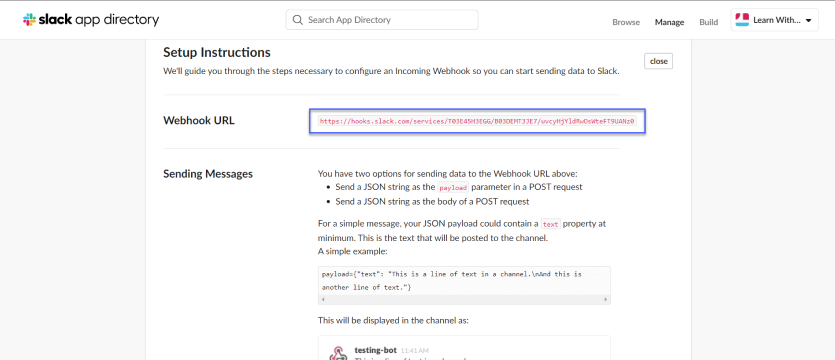 slack app directory
Search App Directory
Browse Manage Build Learn With...
Setup Instructions
We'll guide you through the steps necessary to configure an Incoming Webhook so you can start sending data to Slack.
close
Webhook URL
https://hooks.slack.com/services/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
Sending Messages
You have two options for sending data to the Webhook URL above:
• Send a JSON string as the payload parameter in a POST request
• Send a JSON string as the body of a POST request
For a simple message, your JSON payload could contain a text property at
minimum. This is the text that will be posted to the channel.
A simple example:
payload={"text": "This is a line of text in a channel.\nAnd this is
another line of text."}
This will be displayed in the channel as:
testing-bot 11:41 AM